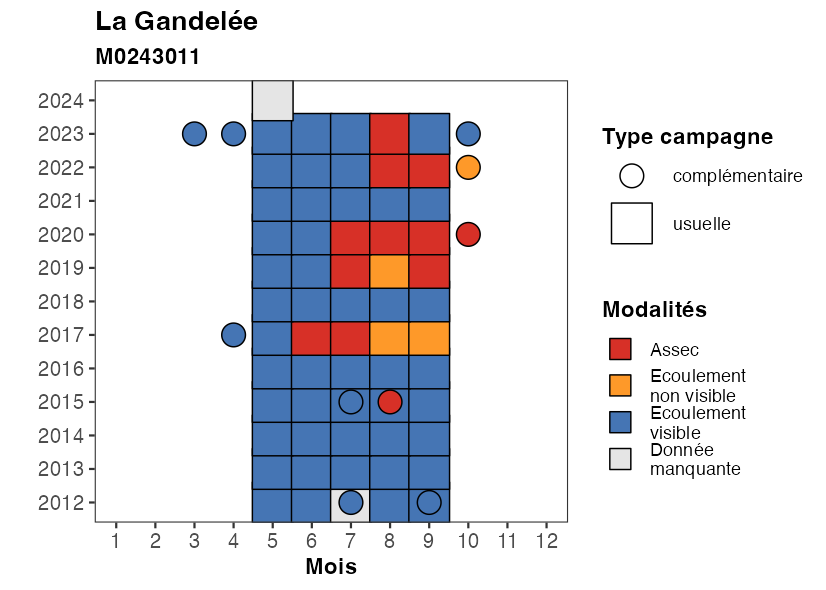 La Gandelée
M0243011
2024
2023
2022
2021
2020
2019
2018
2017
2016
2015
2014
2013
2012
1 2 3 4 5 6 7 8 9 10 11 12
Mois
Type campagne
complémentaire
usuelle
Modalités
Assec
Ecoulement
non visible
Ecoulement
visible
Donnée
manquante